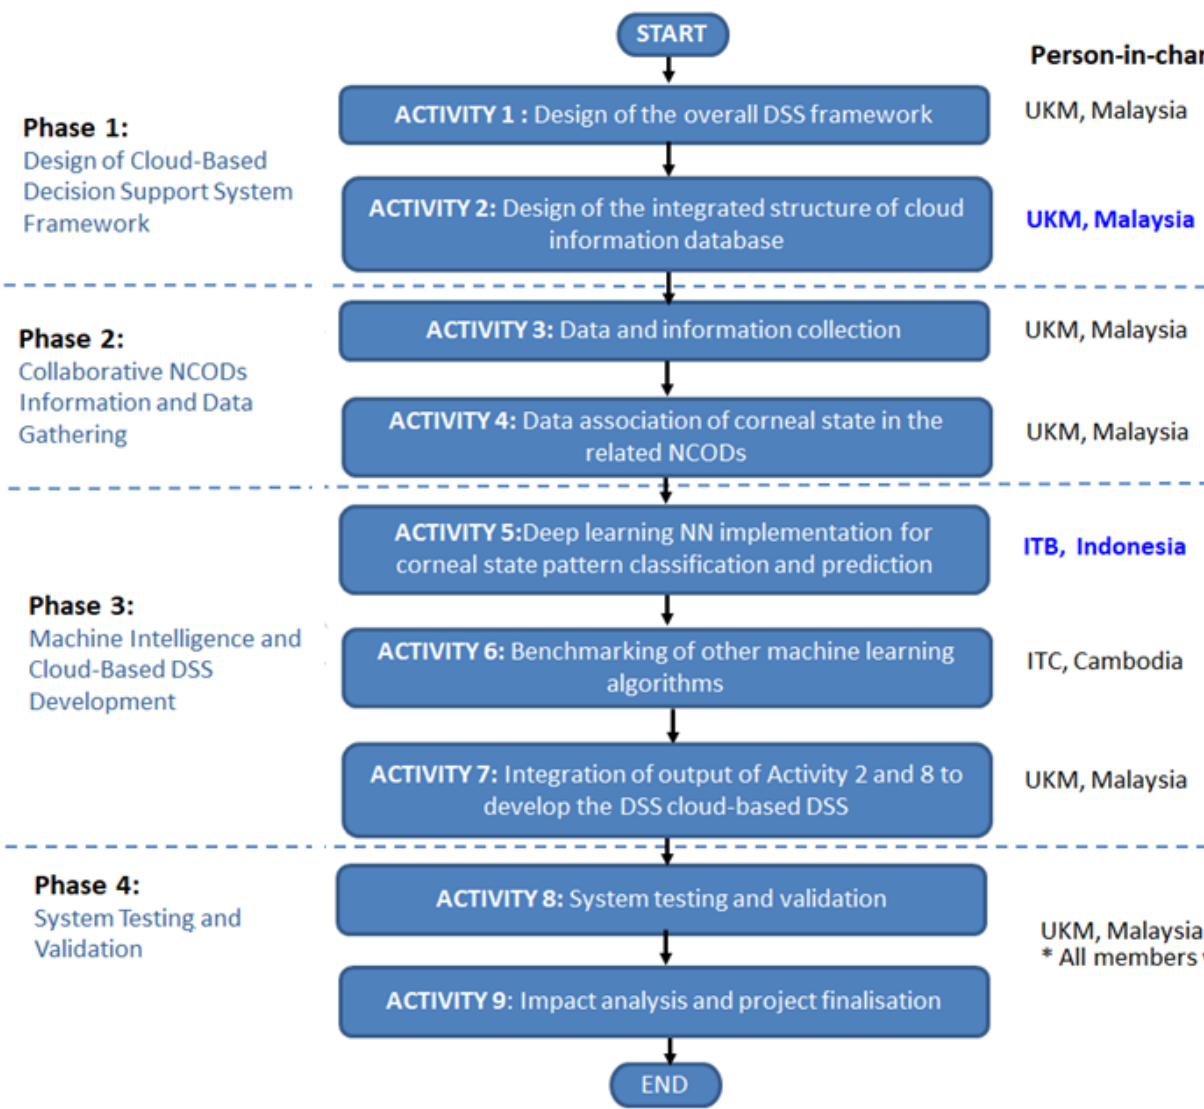 START
Person-in-char
Phase 1:
Design of Cloud-Based
Decision Support System
Framework
ACTIVITY 1 : Design of the overall DSS framework
UKM, Malaysia
ACTIVITY 2: Design of the integrated structure of cloud
information database
UKM, Malaysia
Phase 2:
Collaborative NCODs
Information and Data
Gathering
ACTIVITY 3: Data and information collection
UKM, Malaysia
ACTIVITY 4: Data association of corneal state in the
related NCODs
UKM, Malaysia
Phase 3:
Machine Intelligence and
Cloud-Based DSS
Development
ACTIVITY 5:Deep learning NN implementation for
corneal state pattern classification and prediction
ITB, Indonesia
ACTIVITY 6: Benchmarking of other machine learning
algorithms
ITC, Cambodia
ACTIVITY 7: Integration of output of Activity 2 and 8 to
develop the DSS cloud-based DSS
UKM, Malaysia
Phase 4:
System Testing and
Validation
ACTIVITY 8: System testing and validation
UKM, Malaysia
* All members
ACTIVITY 9: Impact analysis and project finalisation
END